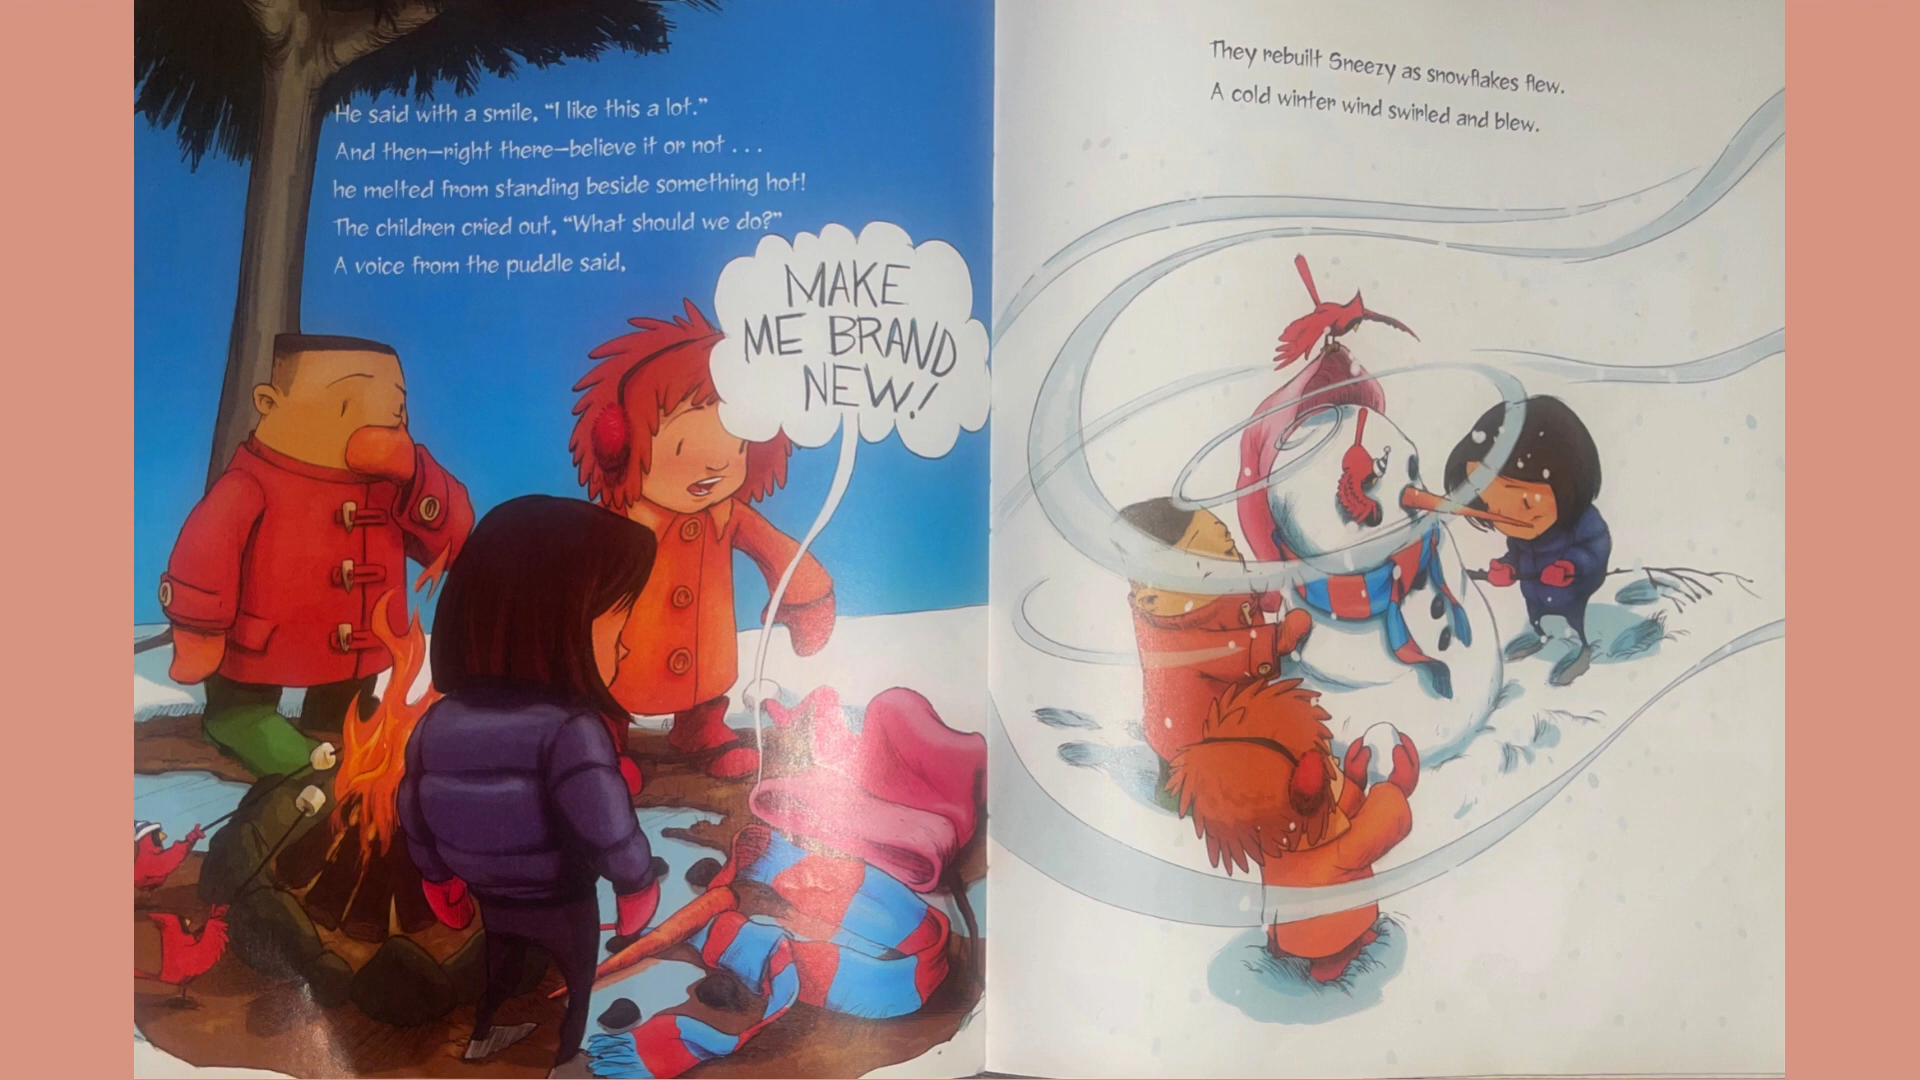 He said with a smile, “I like this a lot.”
And then—right there—believe it or not . . .
he melted from standing beside something hot!
The children cried out, “What should we do?”
A voice from the puddle said,
MAKE
ME BRAND
NEW!
They rebuilt Sneezy as snowflakes flew.
A cold winter wind swirled and blew.